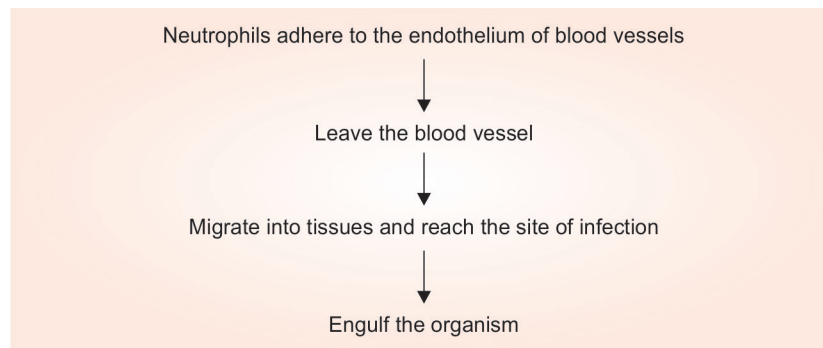 Neutrophils adhere to the endothelium of blood vessels
Leave the blood vessel
Migrate into tissues and reach the site of infection
Engulf the organism